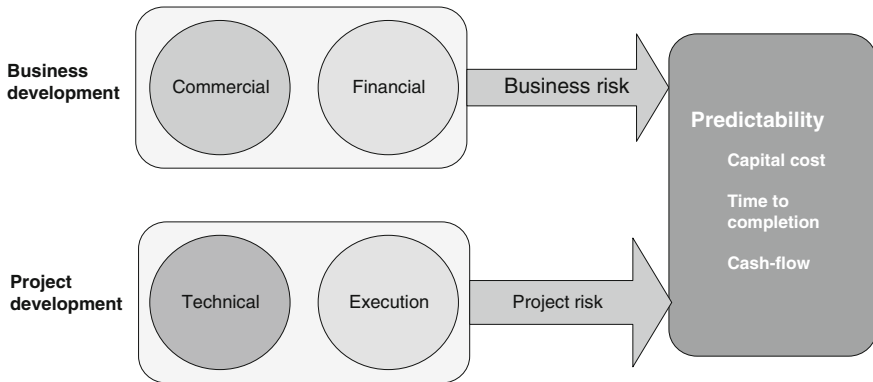 Business
development
Commercial
Financial
Business risk
Predictability
Capital cost
Time to
completion
Cash-flow
Project
development
Technical
Execution
Project risk